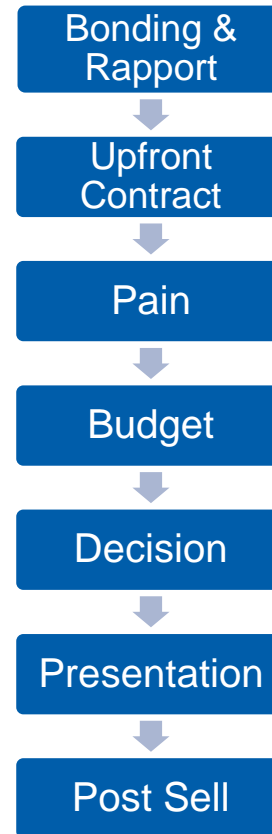 Bonding &
Rapport
Upfront
Contract
Pain
Budget
Decision
Presentation
Post Sell